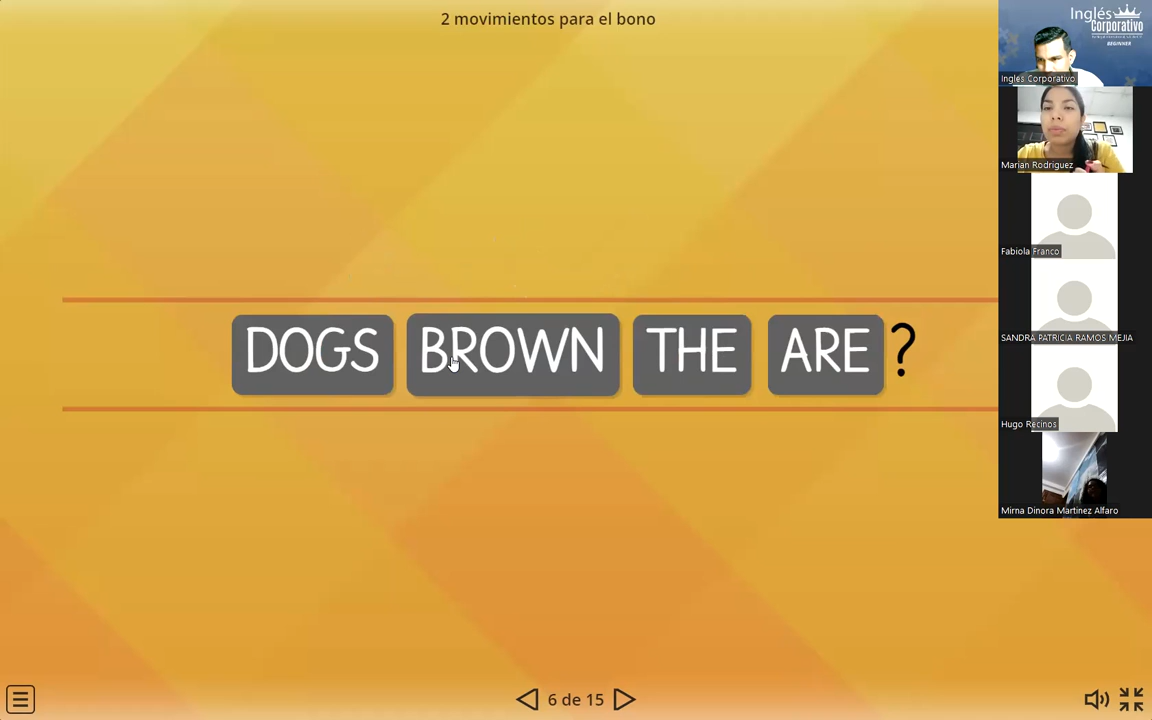 2 movimientos para el bono
DOGS BROWN THE ARE ?
6 de 15
Inglés
Corporativo
BEGINNER
Inglés Corporativo
Marian Rodriguez
Fabiola Franco
SANDRA PATRICIA RAMOS MEJIA
Hugo Recinos
Mirna Dinora Martinez Alfaro